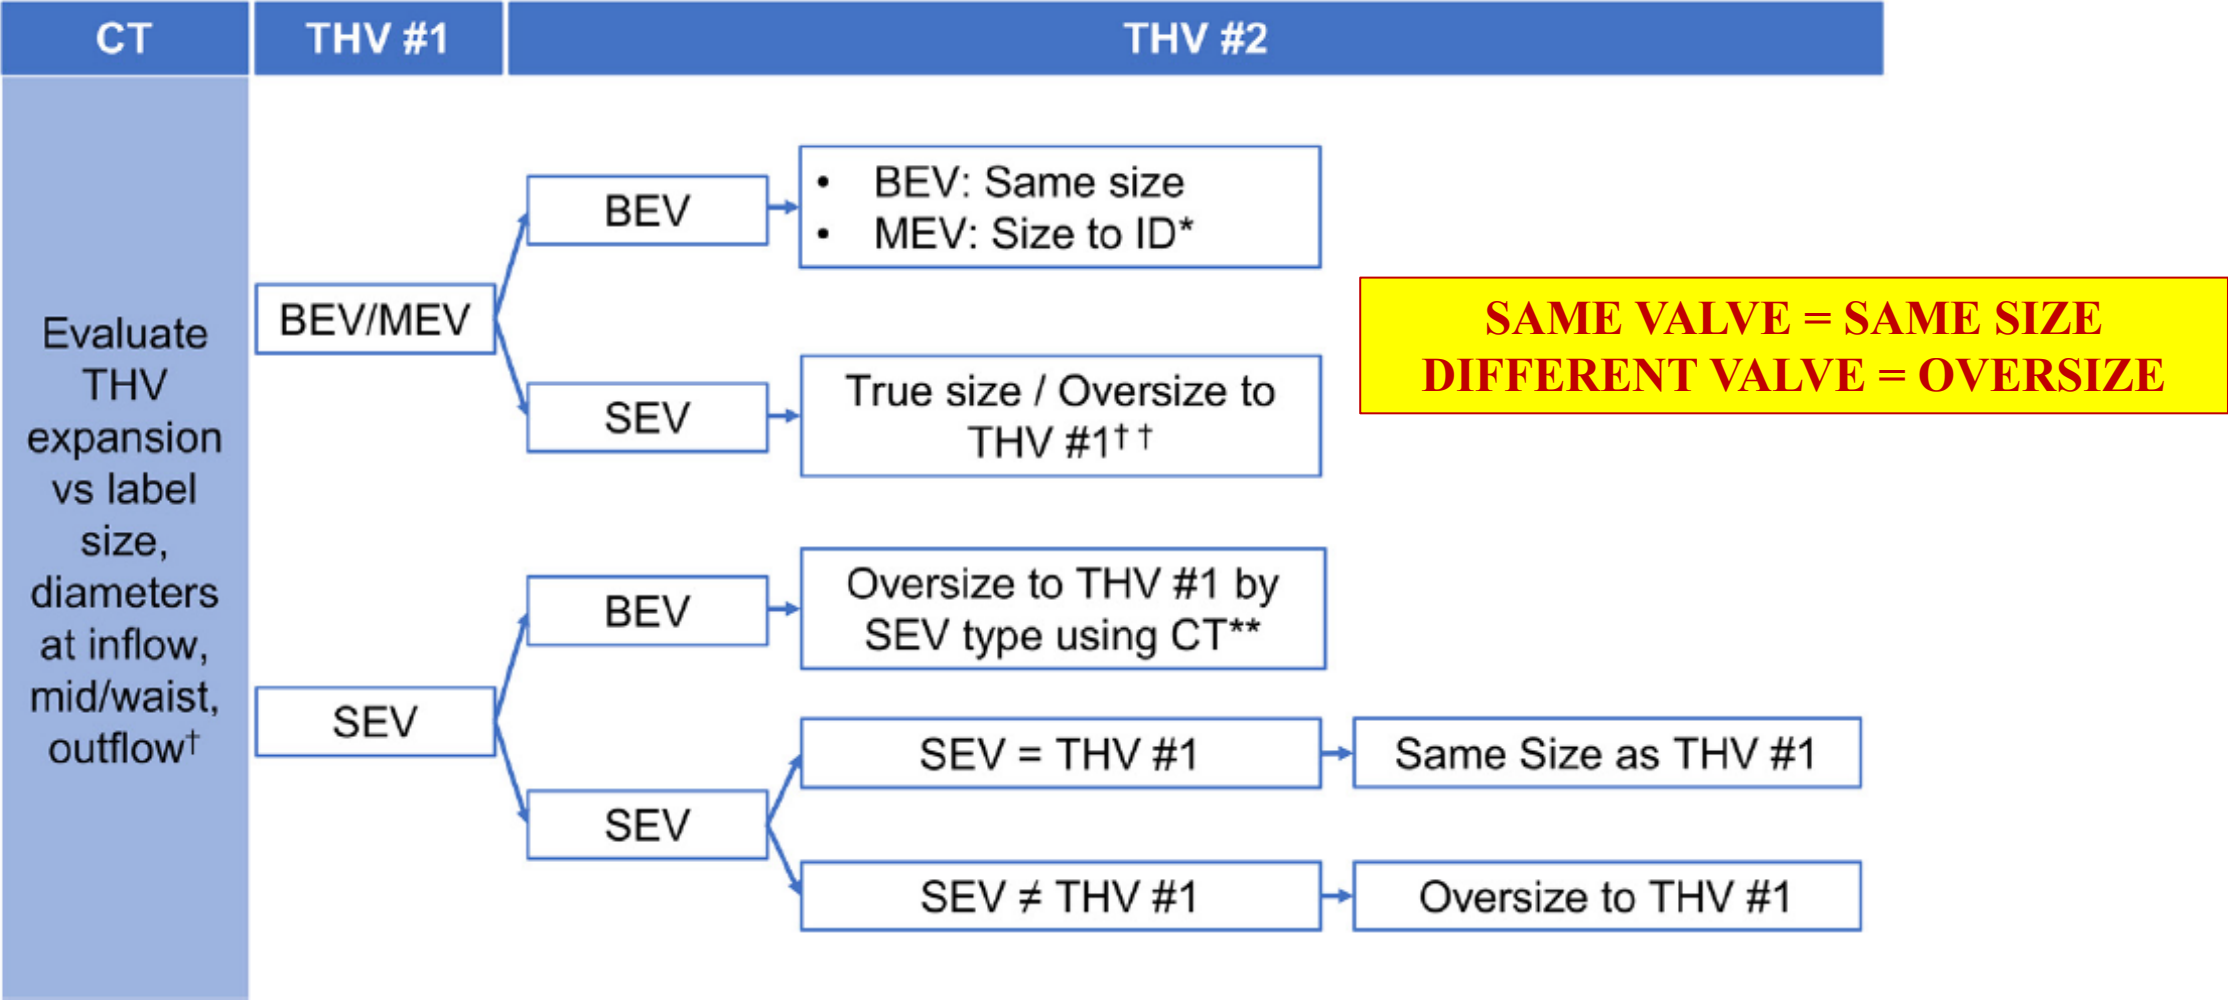 CT
THV #1
THV #2
Evaluate
THV
expansion
vs label
size,
diameters
at inflow,
mid/waist,
outflow†
BEV/MEV
BEV
• BEV: Same size
• MEV: Size to ID*
SEV
True size / Oversize to
THV #1† †
SAME VALVE = SAME SIZE
DIFFERENT VALVE = OVERSIZE
SEV
BEV
Oversize to THV #1 by
SEV type using CT**
SEV
SEV = THV #1
Same Size as THV #1
SEV ≠ THV #1
Oversize to THV #1